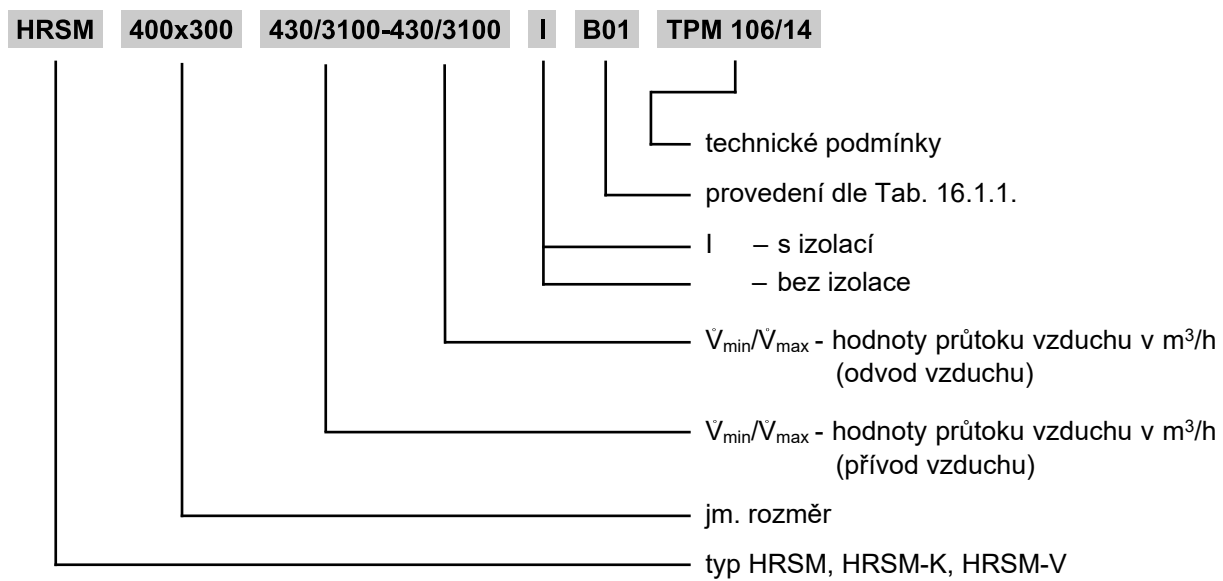 HRSM 400x300 430/3100-430/3100 I B01 TPM 106/14
technické podmínky
provedení dle Tab. 16.1.1.
I – s izolací
– bez izolace
V̊min/V̊max - hodnoty průtoku vzduchu v m³/h
(odvod vzduchu)
V̊min/V̊max - hodnoty průtoku vzduchu v m³/h
(přívod vzduchu)
jm. rozměr
typ HRSM, HRSM-K, HRSM-V